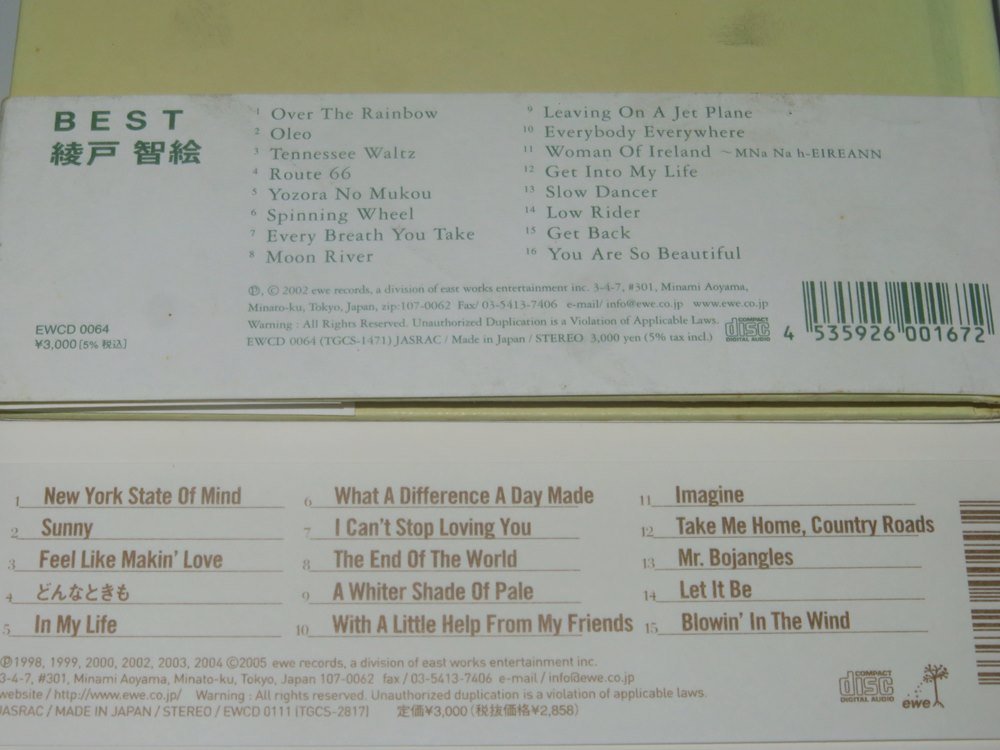 BEST
綾戸 智絵
1 Over The Rainbow
2 Oleo
3 Tennessee Waltz
4 Route 66
5 Yozora No Mukou
6 Spinning Wheel
7 Every Breath You Take
8 Moon River
9 Leaving On A Jet Plane
10 Everybody Everywhere
11 Woman Of Ireland ~MNa Na h-EIREANN
12 Get Into My Life
13 Slow Dancer
14 Low Rider
15 Get Back
16 You Are So Beautiful
EWCD 0064
¥3,000 [5% 税込]
℗, © 2002 ewe records, a division of east works entertainment inc. 3-4-7, #301, Minami Aoyama,
Minato-ku, Tokyo, Japan, zip:107-0062 Fax/ 03-5413-7406 e-mail/ info@ewe.co.jp www.ewe.co.jp
Warning : All Rights Reserved. Unauthorized Duplication is a Violation of Applicable Laws.
EWCD 0064 (TGCS-1471) JASRAC / Made in Japan / STEREO 3,000 yen (5% tax incl.)
COMPACT
disc
DIGITAL AUDIO
4 535926 001672
1 New York State Of Mind
2 Sunny
3 Feel Like Makin' Love
4 どんなときも
5 In My Life
6 What A Difference A Day Made
7 I Can't Stop Loving You
8 The End Of The World
9 A Whiter Shade Of Pale
10 With A Little Help From My Friends
11 Imagine
12 Take Me Home, Country Roads
13 Mr. Bojangles
14 Let It Be
15 Blowin' In The Wind
℗1998, 1999, 2000, 2002, 2003, 2004 ©2005 ewe records, a division of east works entertainment inc.
3-4-7, #301, Minami Aoyama, Minato-ku, Tokyo, Japan 107-0062 fax / 03-5413-7406 e-mail / info@ewe.co.jp
website / http://www.ewe.co.jp/ Warning : All rights reserved. Unauthorized duplication is a violation of applicable laws.
JASRAC / MADE IN JAPAN / STEREO / EWCD 0111 [TGCS-2817] 定価¥3,000 (税抜価格¥2,858)
COMPACT
disc
DIGITAL AUDIO
ewe